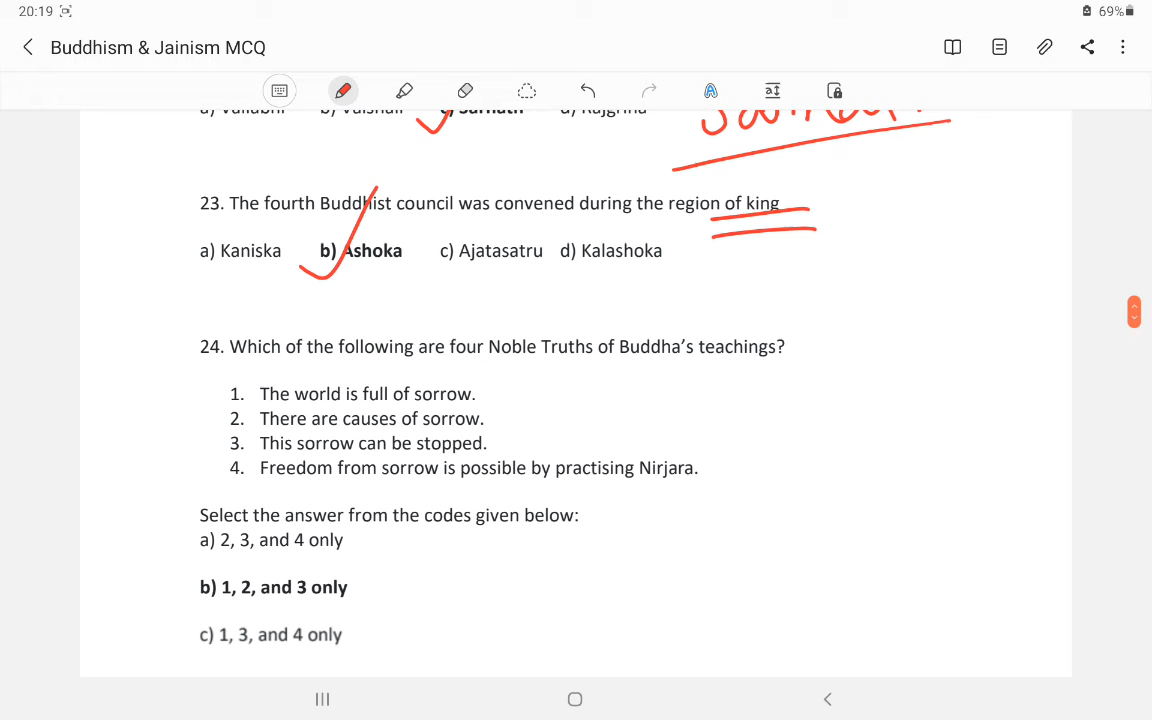 20:19 69%
Buddhism & Jainism MCQ
23. The fourth Buddhist council was convened during the region of king
a) Kaniska b) Ashoka c) Ajatasatru d) Kalashoka
24. Which of the following are four Noble Truths of Buddha's teachings?
1. The world is full of sorrow.
2. There are causes of sorrow.
3. This sorrow can be stopped.
4. Freedom from sorrow is possible by practising Nirjara.
Select the answer from the codes given below:
a) 2, 3, and 4 only
b) 1, 2, and 3 only
c) 1, 3, and 4 only